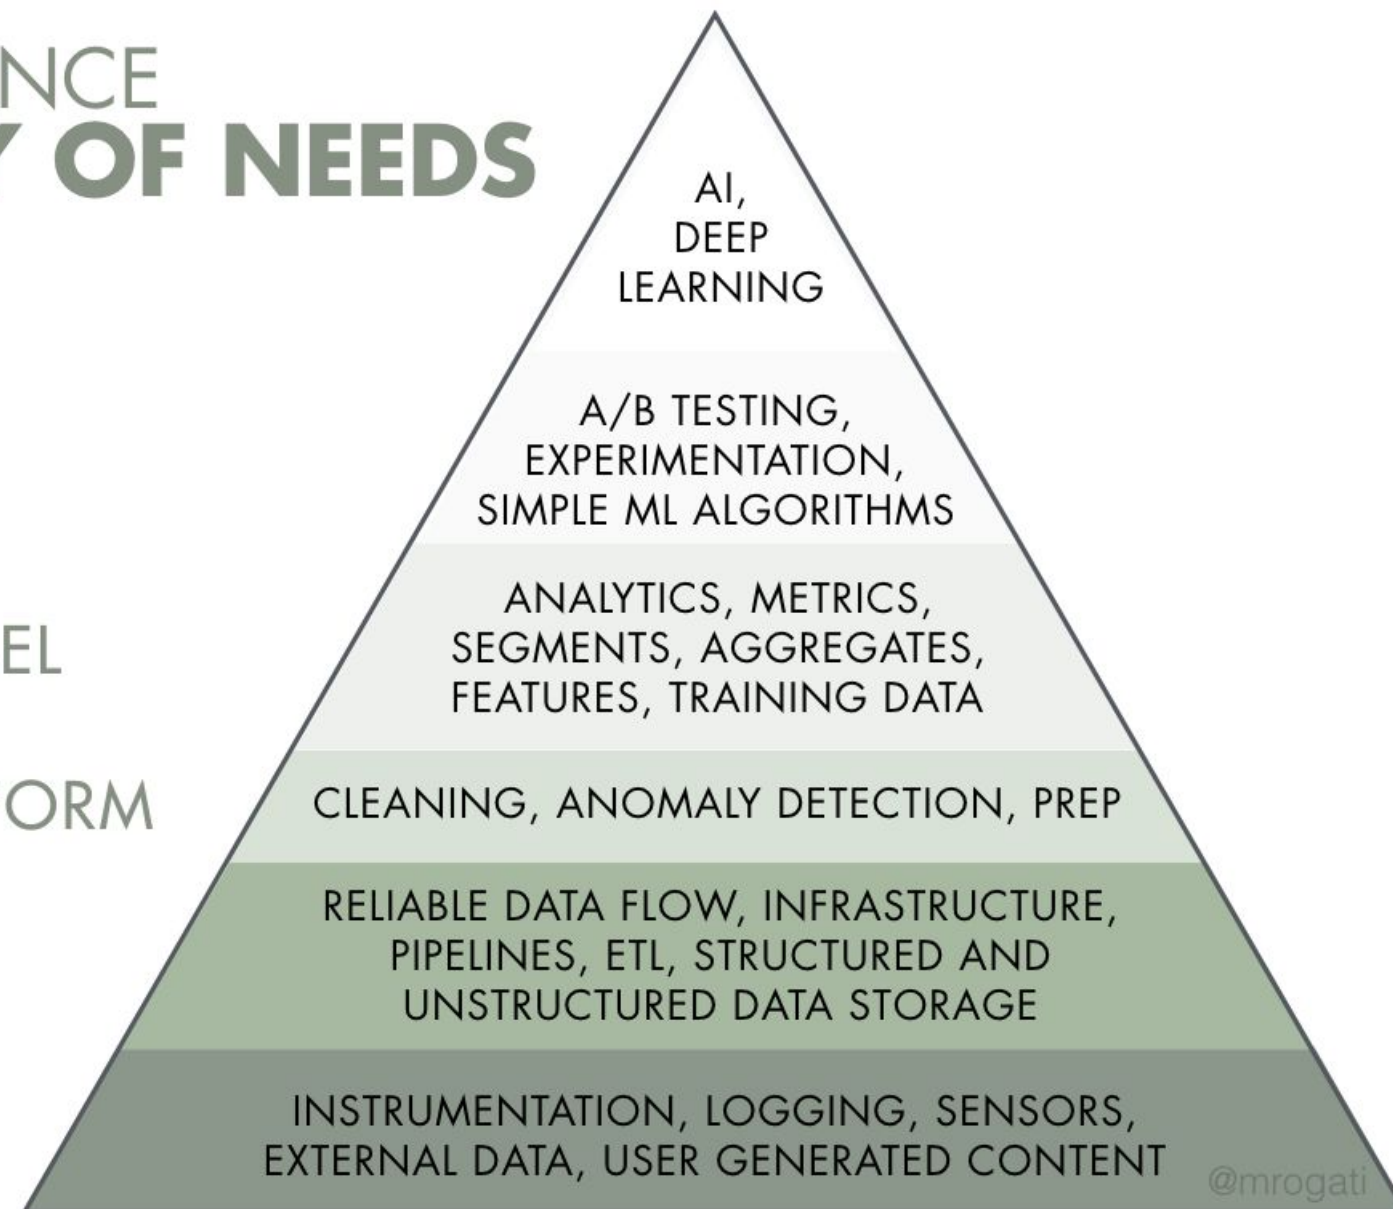 NCE
Y OF NEEDS
AI,
DEEP
LEARNING
A/B TESTING,
EXPERIMENTATION,
SIMPLE ML ALGORITHMS
ANALYTICS, METRICS,
SEGMENTS, AGGREGATES,
FEATURES, TRAINING DATA
EL
CLEANING, ANOMALY DETECTION, PREP
ORM
RELIABLE DATA FLOW, INFRASTRUCTURE,
PIPELINES, ETL, STRUCTURED AND
UNSTRUCTURED DATA STORAGE
INSTRUMENTATION, LOGGING, SENSORS,
EXTERNAL DATA, USER GENERATED CONTENT
@mrogati